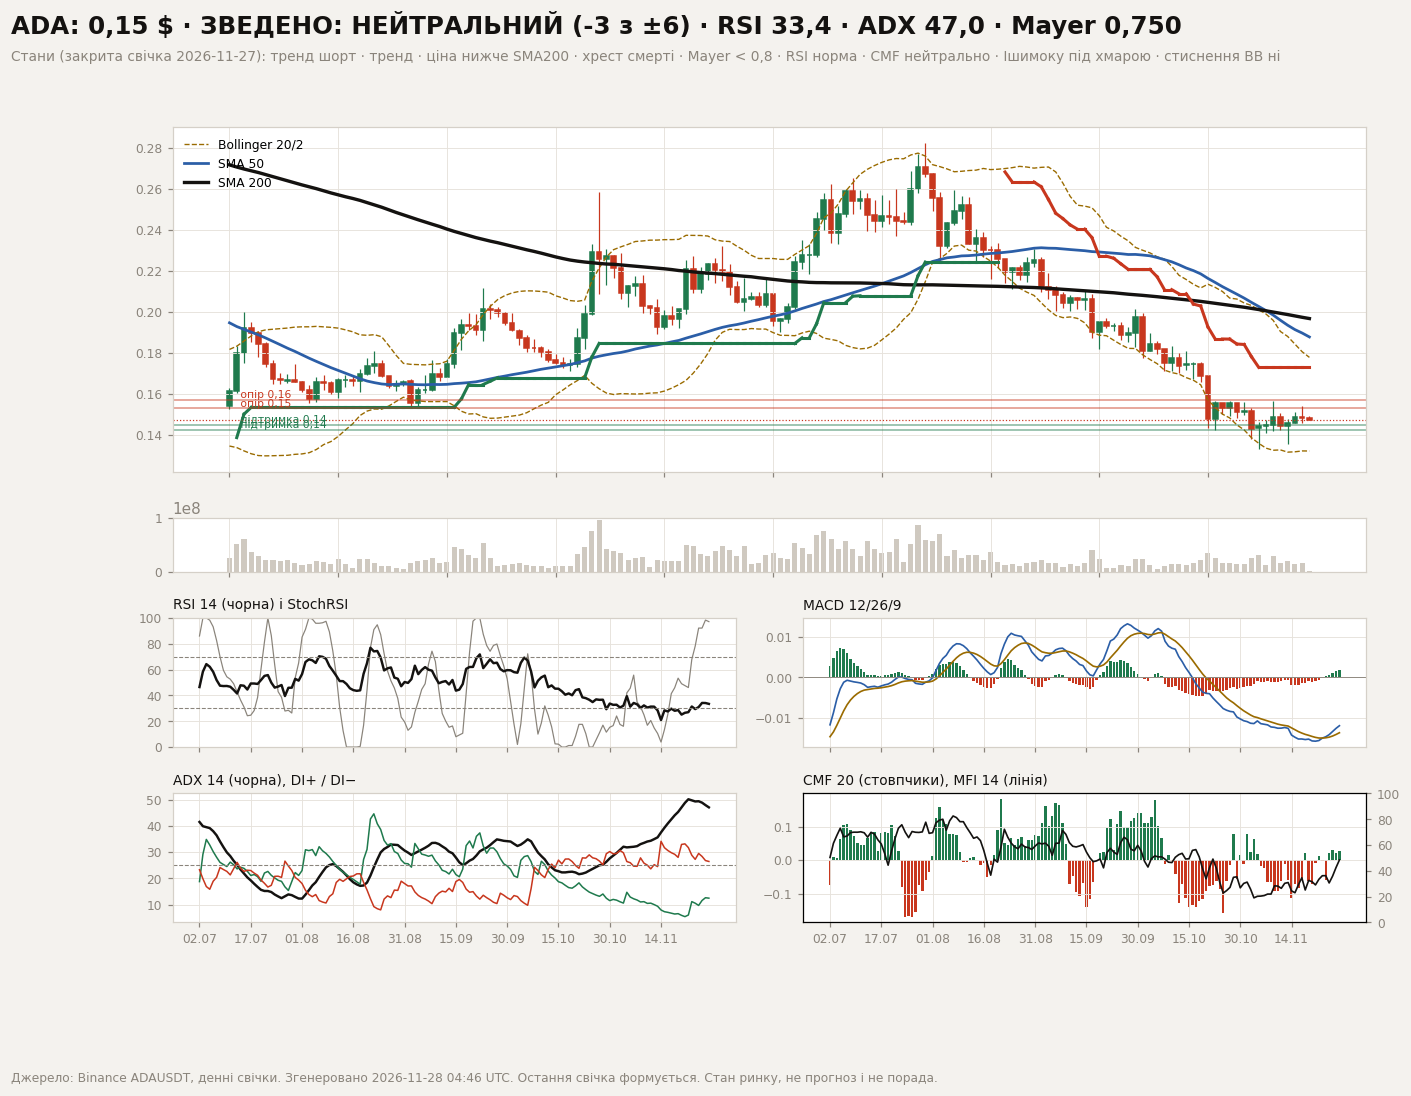 ADA: 0,15 $ · ЗВЕДЕНО: НЕЙТРАЛЬНИЙ (-3 з ±6) · RSI 33,4 · ADX 47,0 · Mayer 0,750
Стани (закрита свічка 2026-11-27): тренд шорт · тренд · ціна нижче SMA200 · хрест смерті · Mayer < 0,8 · RSI норма · CMF нейтрально · Ішимоку під хмарою · стиснення BB ні
Bollinger 20/2
SMA 50
SMA 200
0.28
0.26
0.24
0.22
0.20
0.18
0.16
0.14
опір 0,16
опір 0,15
підтримка 0,14
підтримка 0,14
1e8
1
0
RSI 14 (чорна) і StochRSI
100
80
60
40
20
0
MACD 12/26/9
0.01
0.00
−0.01
ADX 14 (чорна), DI+ / DI−
50
40
30
20
10
02.07 17.07 01.08 16.08 31.08 15.09 30.09 15.10 30.10 14.11
CMF 20 (стовпчики), MFI 14 (лінія)
0.1
0.0
−0.1
100
80
60
40
20
0
02.07 17.07 01.08 16.08 31.08 15.09 30.09 15.10 30.10 14.11
Джерело: Binance ADAUSDT, денні свічки. Згенеровано 2026-11-28 04:46 UTC. Остання свічка формується. Стан ринку, не прогноз і не порада.